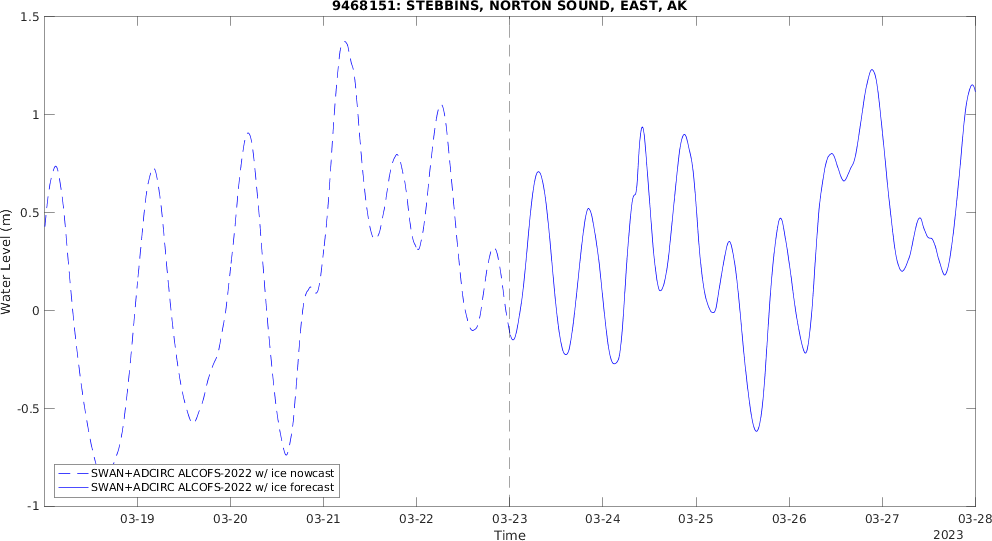 9468151: STEBBINS, NORTON SOUND, EAST, AK
1.5
1
0.5
0
-0.5
-1
Water Level (m)
SWAN+ADCIRC ALCOFS-2022 w/ ice nowcast
SWAN+ADCIRC ALCOFS-2022 w/ ice forecast
03-19 03-20 03-21 03-22 03-23 03-24 03-25 03-26 03-27 03-28
Time
2023